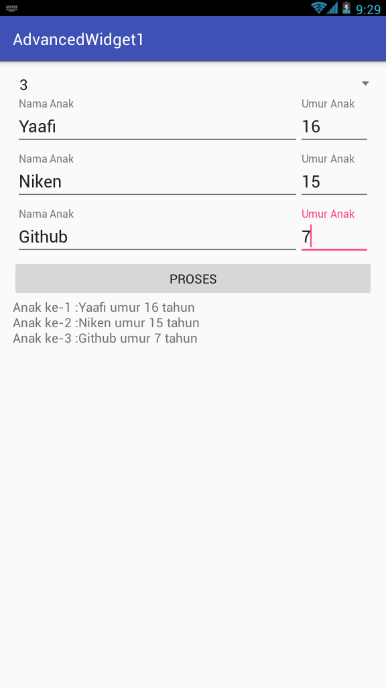 9:29
AdvancedWidget1
3
Nama Anak Umur Anak
Yaafi 16
Nama Anak Umur Anak
Niken 15
Nama Anak Umur Anak
Github 7
PROSES
Anak ke-1 :Yaafi umur 16 tahun
Anak ke-2 :Niken umur 15 tahun
Anak ke-3 :Github umur 7 tahun